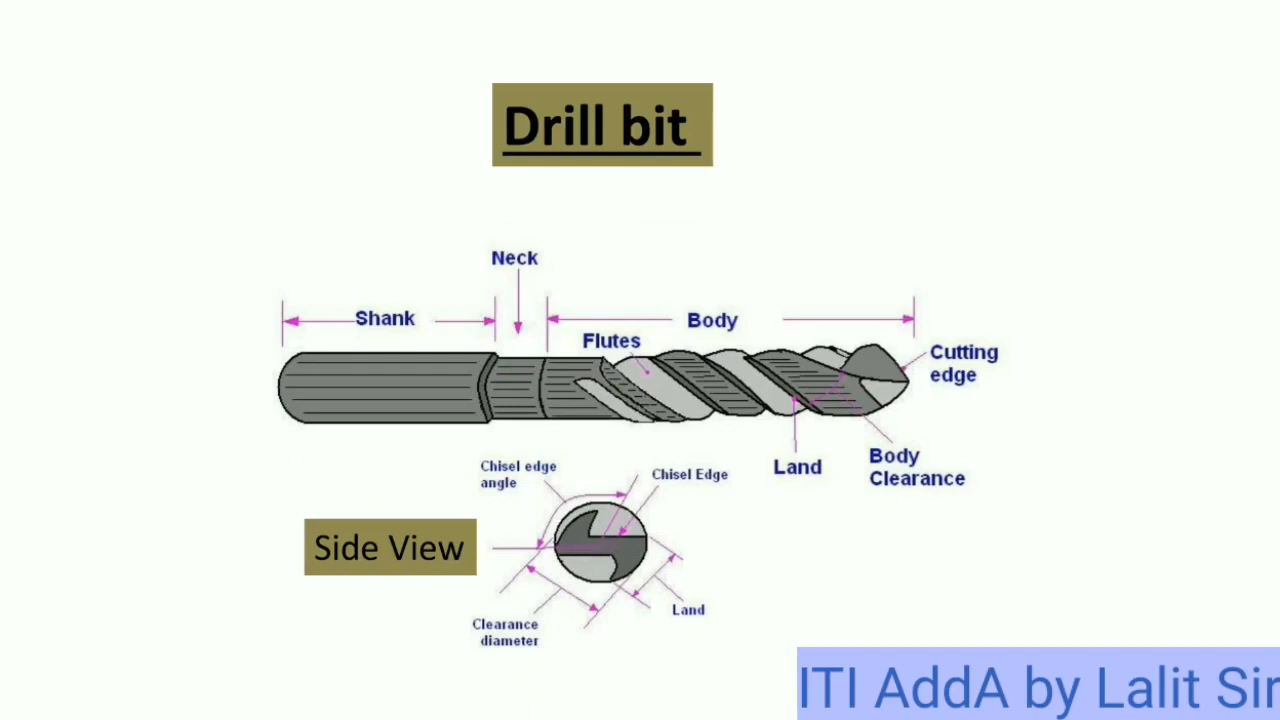 Drill bit
Neck
Shank
Body
Flutes
Cutting
edge
Body
Clearance
Land
Chisel edge
angle
Chisel Edge
Side View
Land
Clearance
diameter
ITI AddA by Lalit Sir